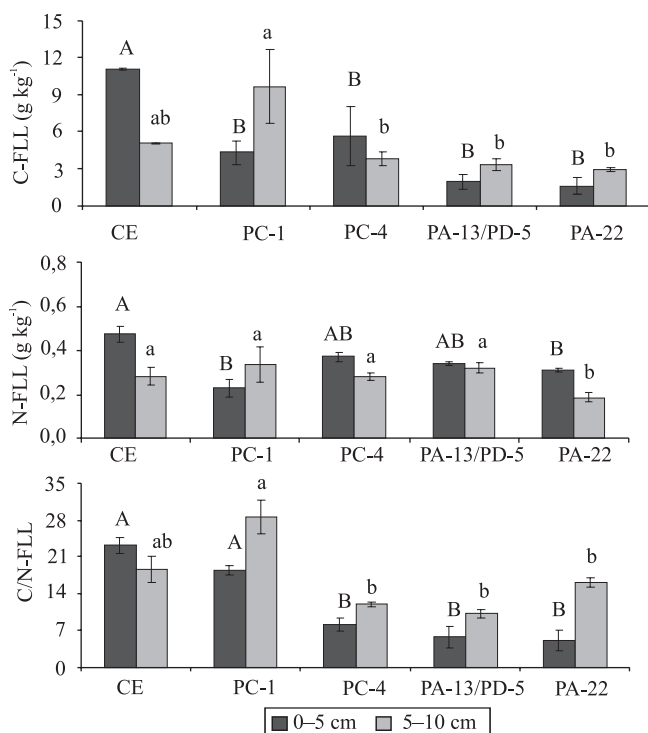 15
12
9
6
3
0
C-FLL (g kg⁻¹)
A
ab
B
a
B
b
B
b
B
b
CE PC-1 PC-4 PA-13/PD-5 PA-22
0,8
0,6
0,4
0,2
0,0
N-FLL (g kg⁻¹)
A
a
B
a
AB
a
AB
a
B
b
CE PC-1 PC-4 PA-13/PD-5 PA-22
35
28
21
14
7
0
C/N-FLL
A
ab
A
a
B
b
B
b
B
b
CE PC-1 PC-4 PA-13/PD-5 PA-22
0–5 cm 5–10 cm